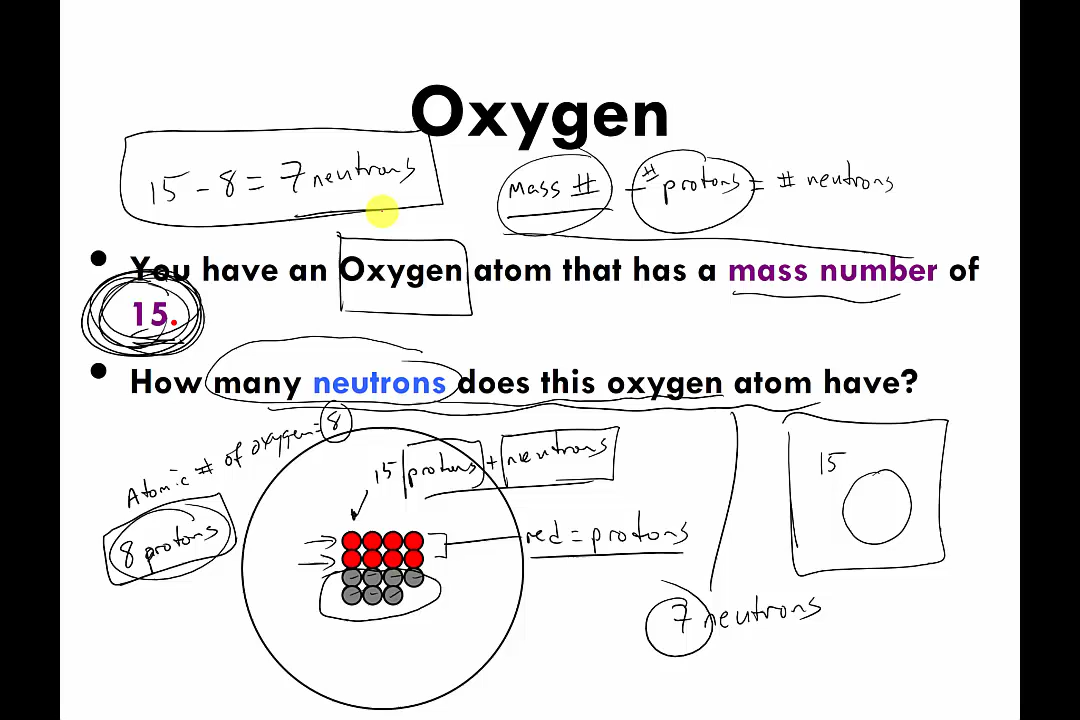 Oxygen
15 - 8 = 7 neutrons
Mass # - # protons = # neutrons
• You have an Oxygen atom that has a mass number of
15.
• How many neutrons does this oxygen atom have?
Atomic # of oxygen = 8
8 protons
15 protons + neutrons
red = protons
15
7 neutrons